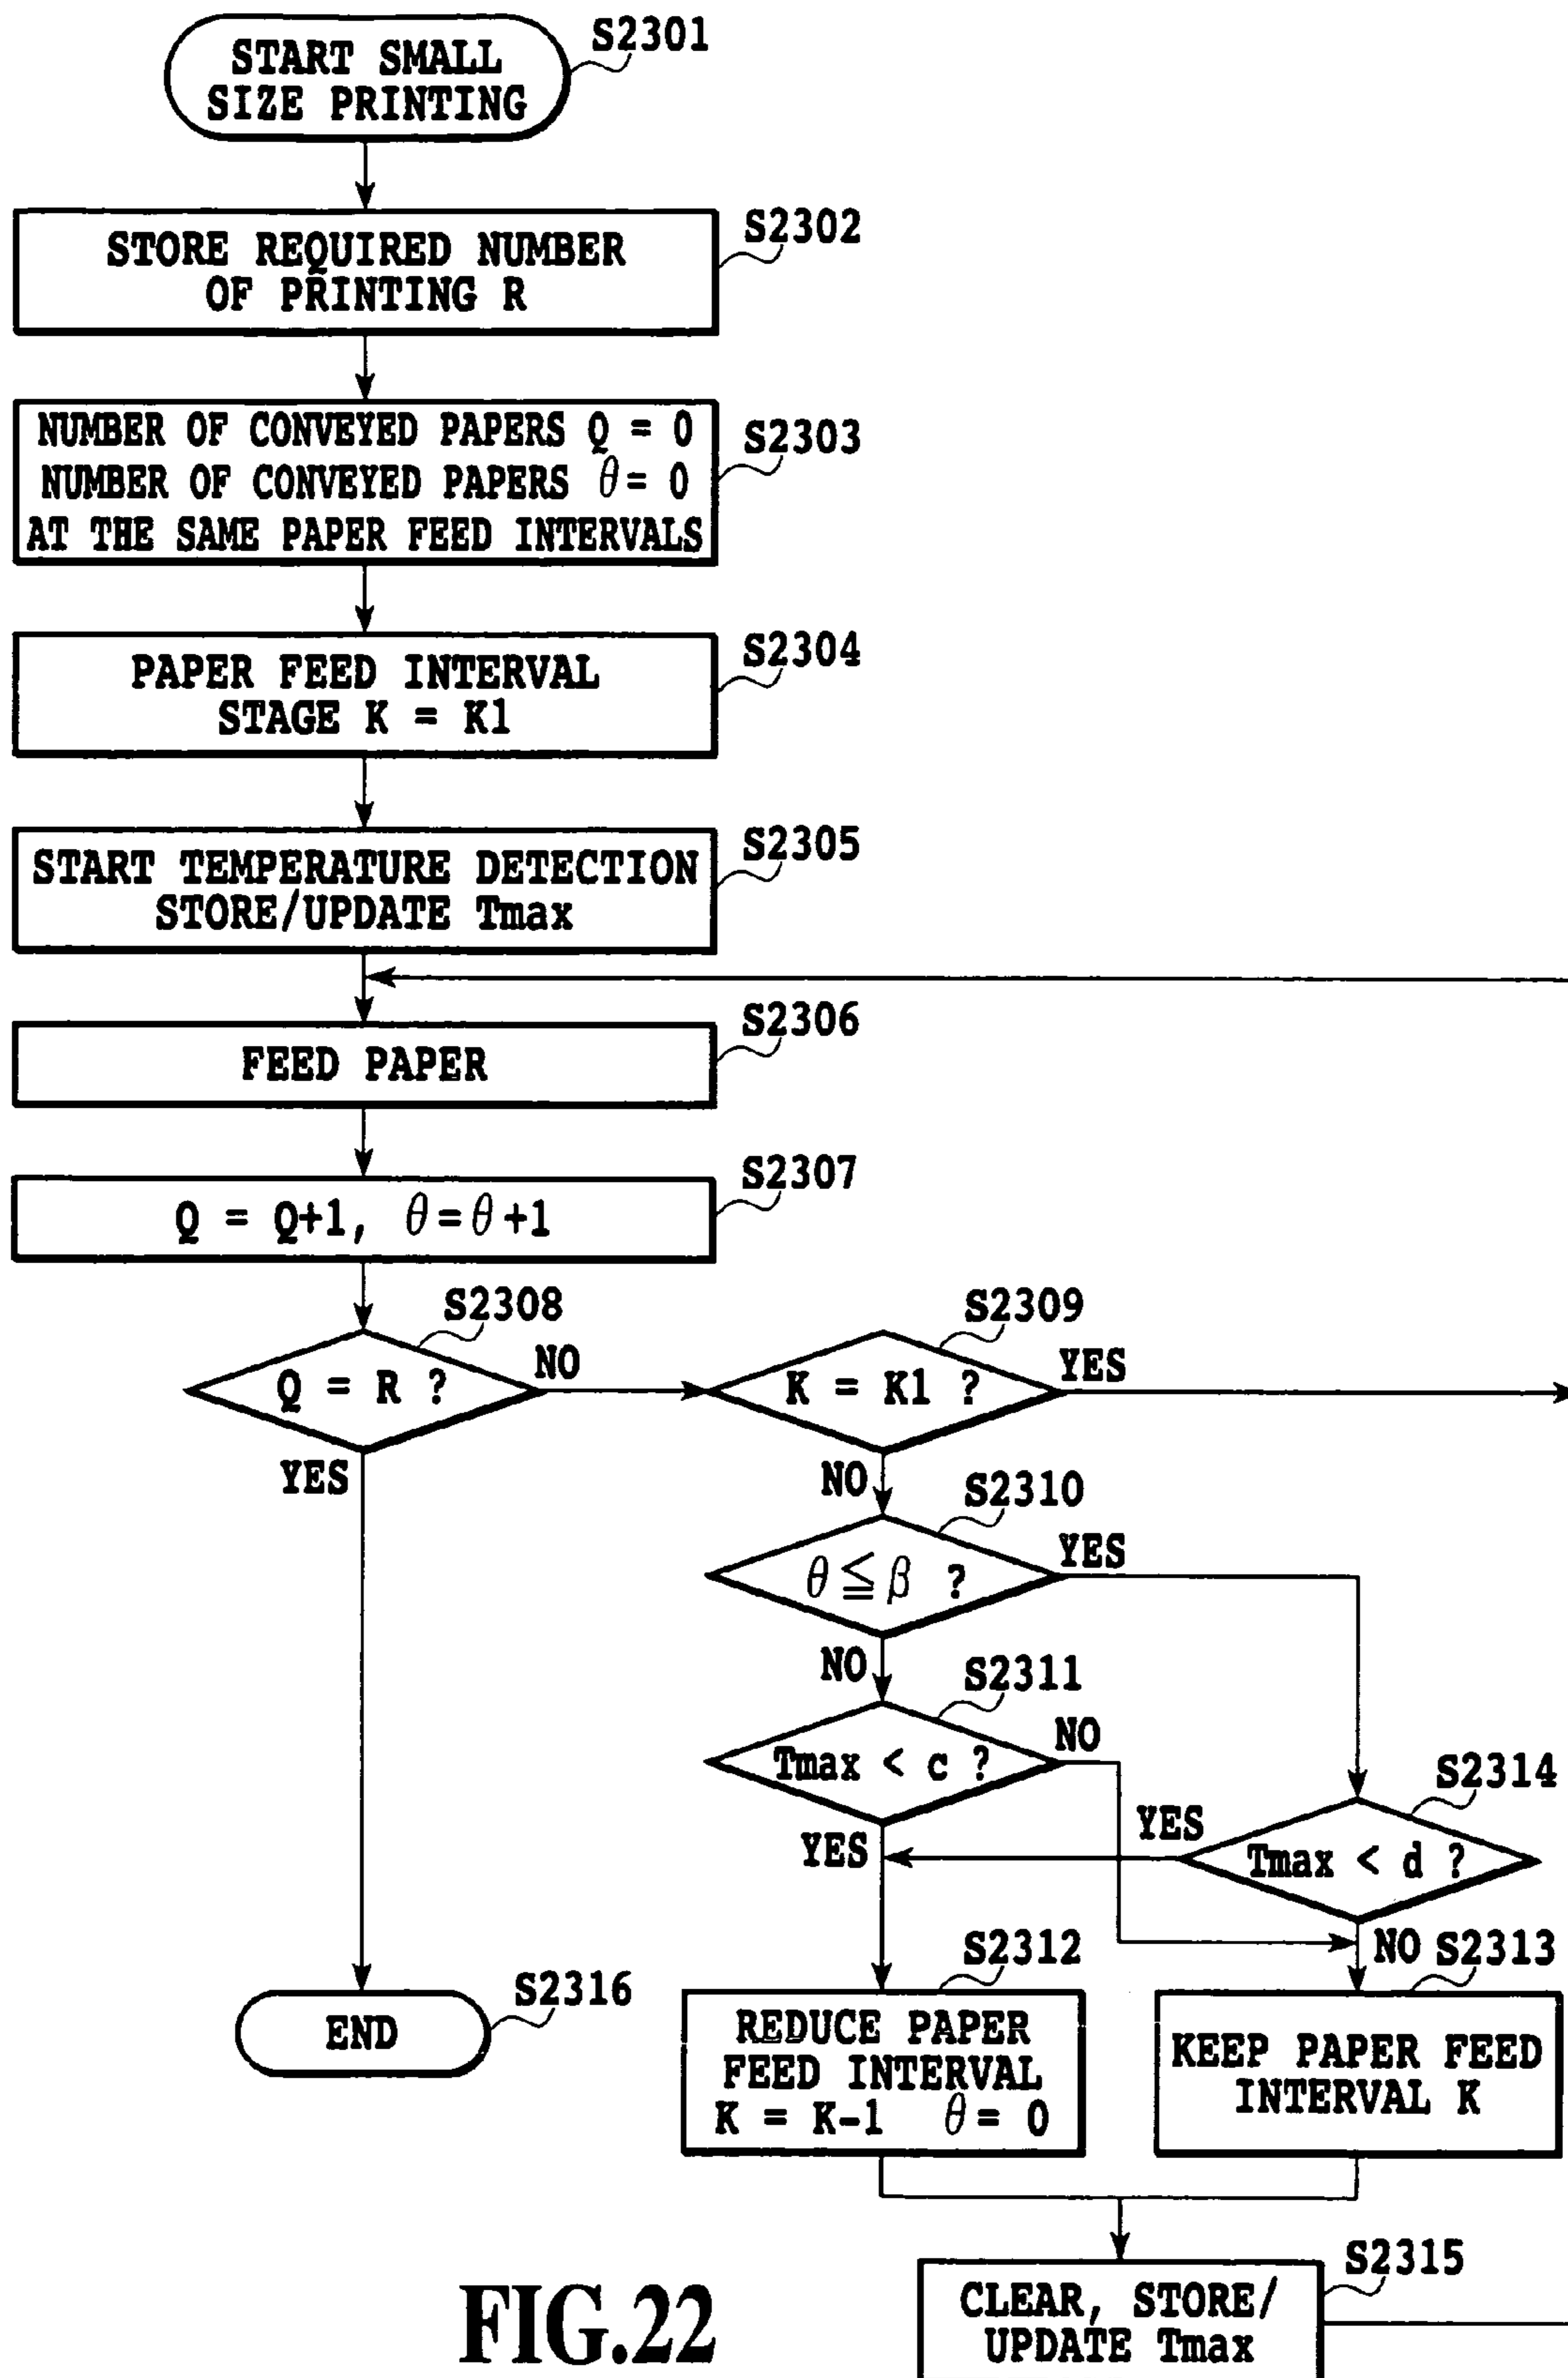 START SMALL
SIZE PRINTING
S2301
STORE REQUIRED NUMBER
OF PRINTING R
S2302
NUMBER OF CONVEYED PAPERS Q = 0
NUMBER OF CONVEYED PAPERS θ = 0
AT THE SAME PAPER FEED INTERVALS
S2303
PAPER FEED INTERVAL
STAGE K = K1
S2304
START TEMPERATURE DETECTION
STORE/UPDATE Tmax
S2305
FEED PAPER
S2306
Q = Q+1, θ = θ +1
S2307
Q = R ?
S2308
NO
YES
K = K1 ?
S2309
YES
NO
θ ≦ β ?
S2310
YES
NO
Tmax < c ?
S2311
NO
YES
Tmax < d ?
S2314
YES
NO
REDUCE PAPER
FEED INTERVAL
K = K-1 θ = 0
S2312
KEEP PAPER FEED
INTERVAL K
S2313
END
S2316
CLEAR, STORE/
UPDATE Tmax
S2315
FIG.22